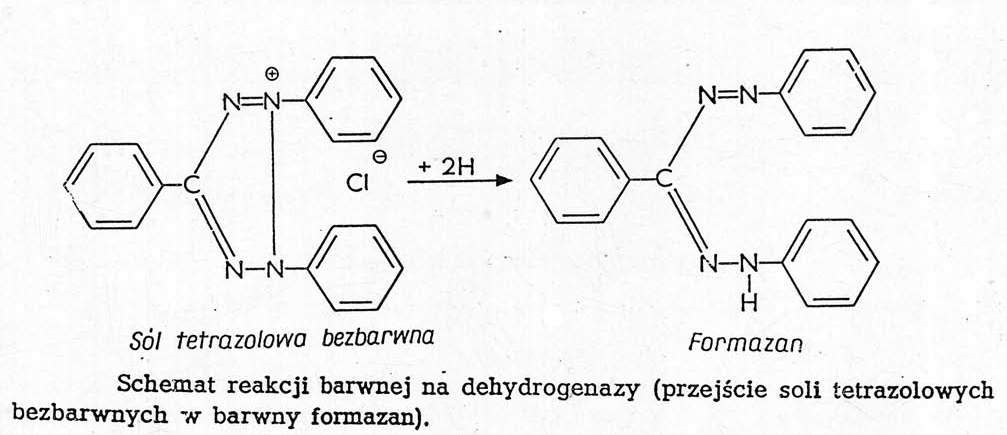 ⊕
N=N
N=N
C
Cl
⊖
+ 2H
C
N-N
N-N
H
Sól tetrazolowa bezbarwna
Formazan
Schemat reakcji barwnej na dehydrogenazy (przejście soli tetrazolowych
bezbarwnych w barwny formazan).